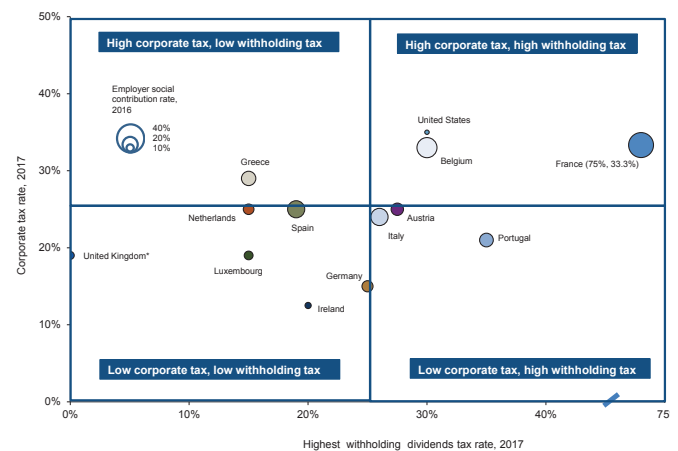 50%
High corporate tax, low withholding tax
High corporate tax, high withholding tax
Employer social
contribution rate,
2016
40%
20%
10%
40%
United States
Belgium
France (75%, 33.3%)
Greece
30%
Corporate tax rate, 2017
Netherlands
Spain
Austria
Italy
Portugal
20%
United Kingdom*
Luxembourg
Germany
Ireland
10%
Low corporate tax, low withholding tax
Low corporate tax, high withholding tax
0%
0%
10%
20%
30%
40%
75
Highest withholding dividends tax rate, 2017